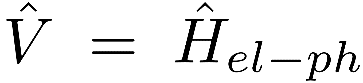 V̂ = Ĥ_{el-ph}